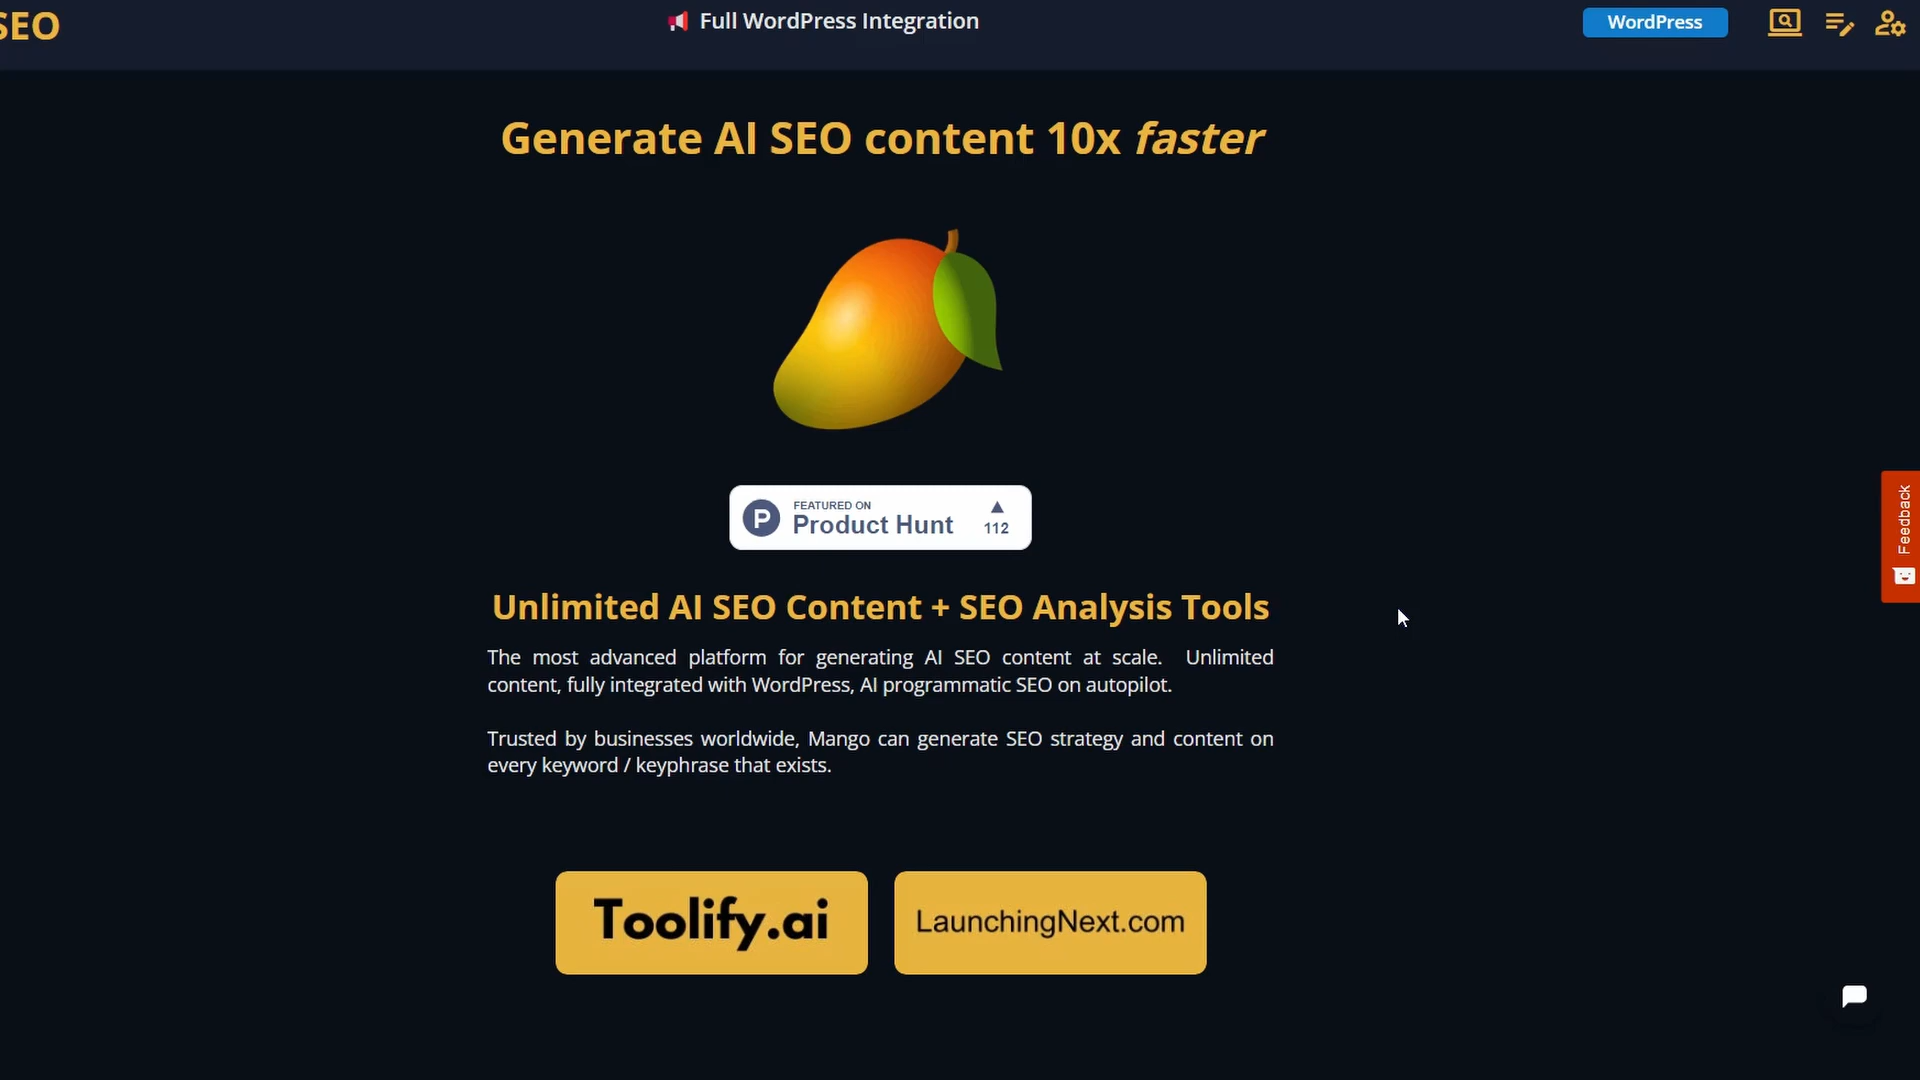 SEO
Full WordPress Integration
WordPress
Generate AI SEO content 10x faster
P
FEATURED ON
Product Hunt
▲
112
Feedback
Unlimited AI SEO Content + SEO Analysis Tools
The most advanced platform for generating AI SEO content at scale. Unlimited
content, fully integrated with WordPress, AI programmatic SEO on autopilot.
Trusted by businesses worldwide, Mango can generate SEO strategy and content on
every keyword / keyphrase that exists.
Toolify.ai
LaunchingNext.com